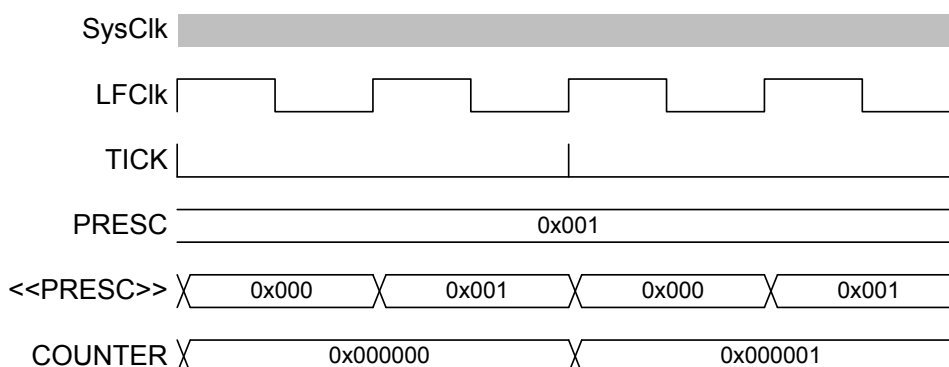 SysClk
LFClk
TICK
PRESC 0x001
<<PRESC>> 0x000 0x001 0x000 0x001
COUNTER 0x000000 0x000001